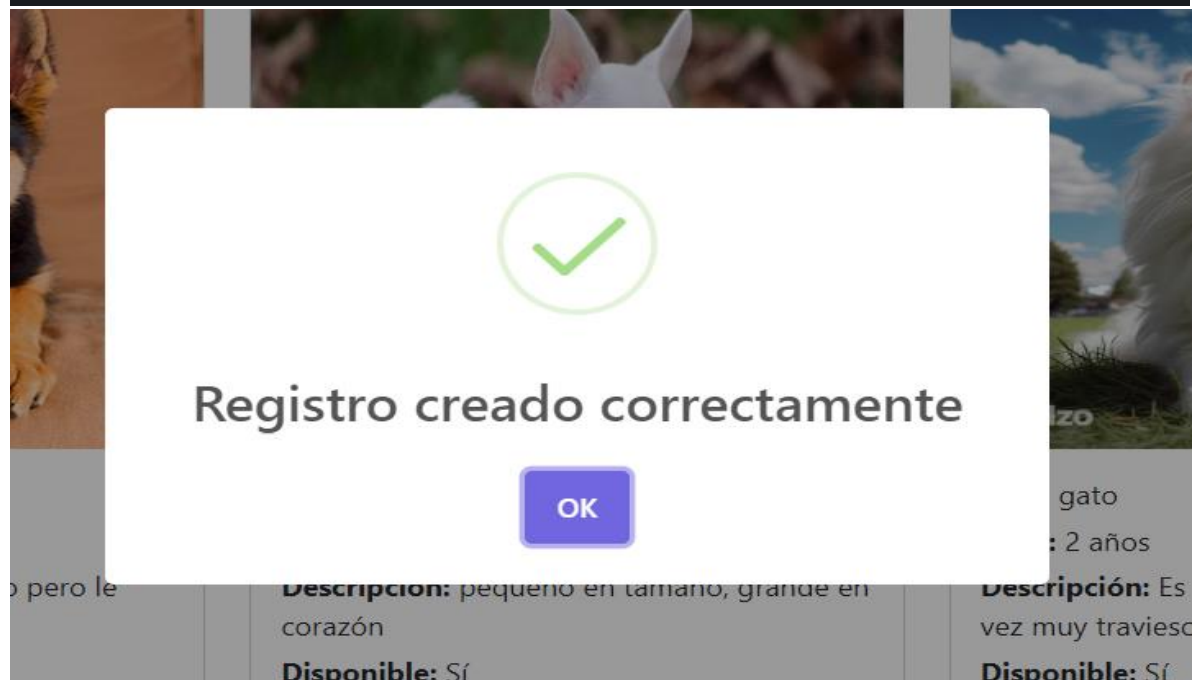 Registro creado correctamente
OK
gato
: 2 años
pero le
Descripción: pequeño en tamaño, grande en
corazón
Disponible: Sí
Descripción: Es
vez muy travieso
Disponible: Sí